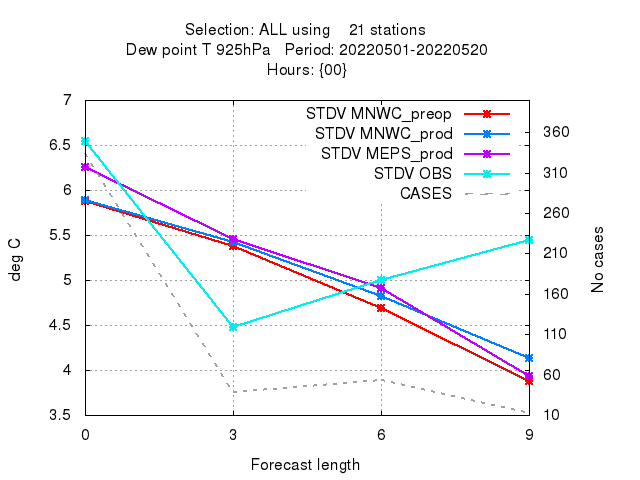 Selection: ALL using    21 stations
Dew point T 925hPa   Period: 20220501-20220520
Hours: {00}
STDV MNWC_preop
STDV MNWC_prod
STDV MEPS_prod
STDV OBS
CASES
7
6.5
6
5.5
5
4.5
4
3.5
deg C
360
310
260
210
160
110
60
10
No cases
0 3 6 9
Forecast length